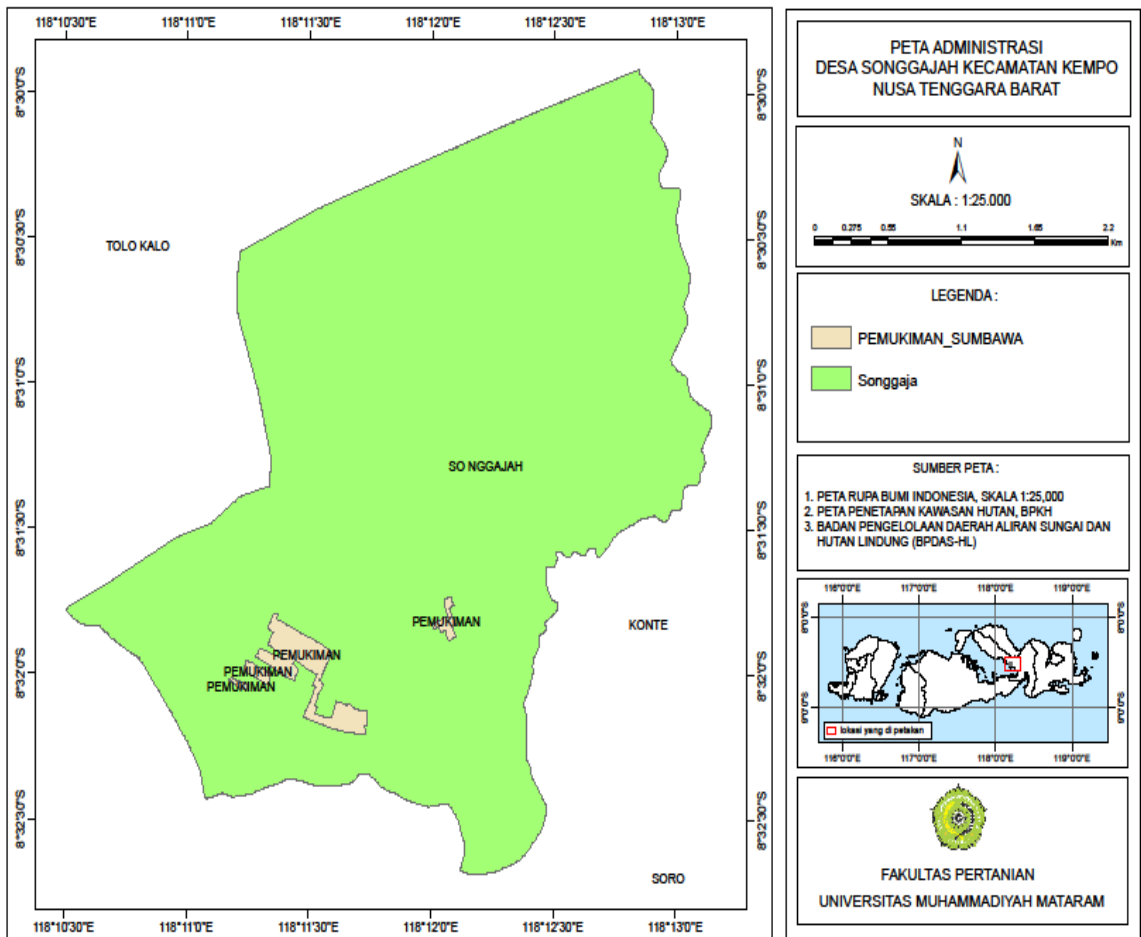 118°10'30"E 118°11'0"E 118°11'30"E 118°12'0"E 118°12'30"E 118°13'0"E
8°30'0"S 8°30'0"S
8°30'30"S 8°30'30"S
8°31'0"S 8°31'0"S
8°31'30"S 8°31'30"S
8°32'0"S 8°32'0"S
8°32'30"S 8°32'30"S
TOLO KALO
SO NGGAJAH
PEMUKIMAN
KONTE
PEMUKIMAN
PEMUKIMAN
PEMUKIMAN
SORO
118°10'30"E 118°11'0"E 118°11'30"E 118°12'0"E 118°12'30"E 118°13'0"E
PETA ADMINISTRASI
DESA SONGGAJAH KECAMATAN KEMPO
NUSA TENGGARA BARAT
N
SKALA : 1:25.000
0 0.275 0.55 1.1 1.65 2.2
Km
LEGENDA :
PEMUKIMAN_SUMBAWA
Songgaja
SUMBER PETA :
1. PETA RUPA BUMI INDONESIA, SKALA 1:25,000
2. PETA PENETAPAN KAWASAN HUTAN, BPKH
3. BADAN PENGELOLAAN DAERAH ALIRAN SUNGAI DAN
HUTAN LINDUNG (BPDAS-HL)
116°0'0"E 117°0'0"E 118°0'0"E 119°0'0"E
8°0'0"S 8°0'0"S
9°0'0"S 9°0'0"S
lokasi yang di petakan
116°0'0"E 117°0'0"E 118°0'0"E 119°0'0"E
FAKULTAS PERTANIAN
UNIVERSITAS MUHAMMADIYAH MATARAM